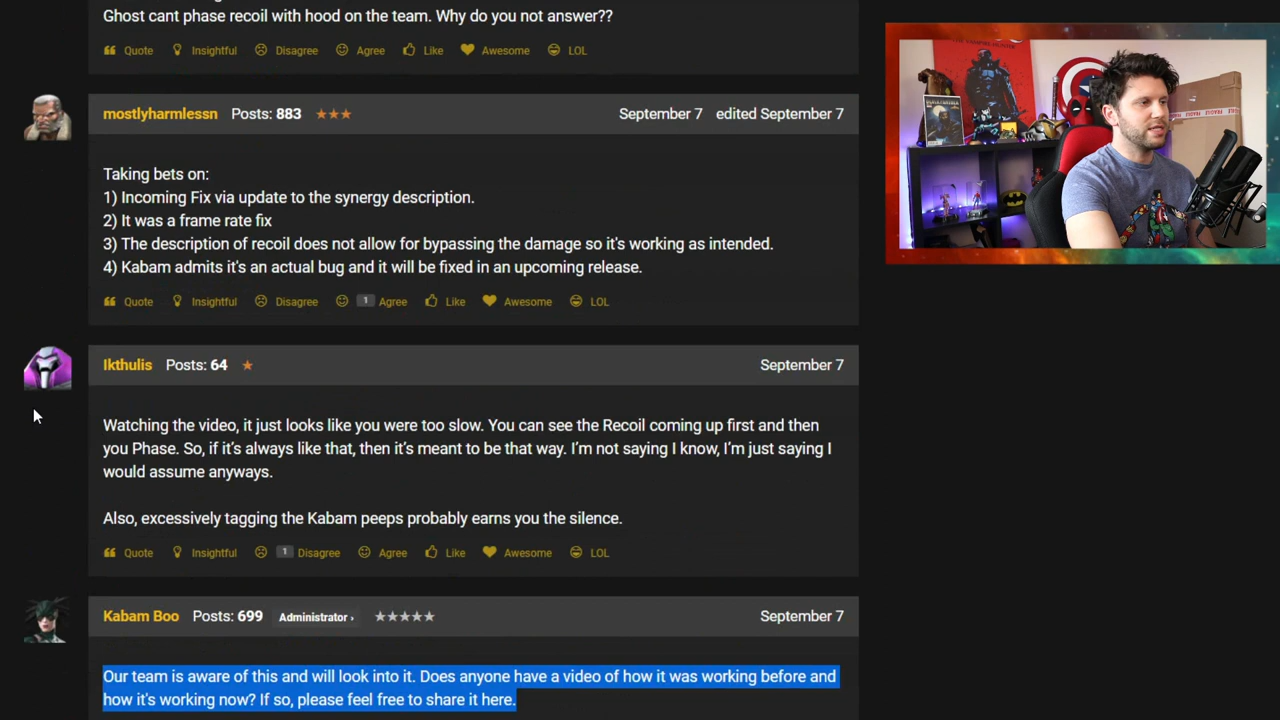 Ghost cant phase recoil with hood on the team. Why do you not answer??
Quote Insightful Disagree Agree Like Awesome LOL
mostlyharmlessn Posts: 883 September 7 edited September 7
Taking bets on:
1) Incoming Fix via update to the synergy description.
2) It was a frame rate fix
3) The description of recoil does not allow for bypassing the damage so it's working as intended.
4) Kabam admits it's an actual bug and it will be fixed in an upcoming release.
Quote Insightful Disagree 1 Agree Like Awesome LOL
Ikthulis Posts: 64 September 7
Watching the video, it just looks like you were too slow. You can see the Recoil coming up first and then
you Phase. So, if it's always like that, then it's meant to be that way. I'm not saying I know, I'm just saying I
would assume anyways.
Also, excessively tagging the Kabam peeps probably earns you the silence.
Quote Insightful 1 Disagree Agree Like Awesome LOL
Kabam Boo Posts: 699 Administrator › September 7
Our team is aware of this and will look into it. Does anyone have a video of how it was working before and
how it's working now? If so, please feel free to share it here.